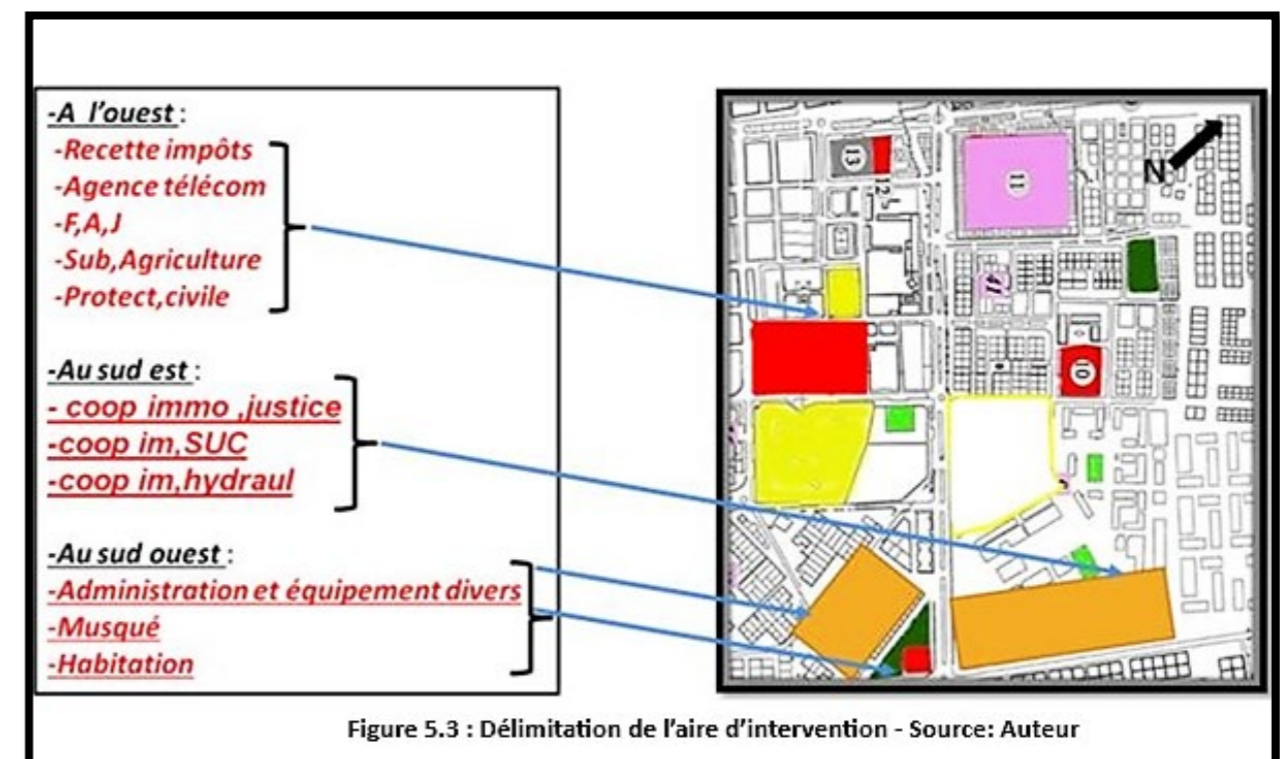 -A l'ouest :
-Recette impôts
-Agence télécom
-F,A,J
-Sub,Agriculture
-Protect,civile
-Au sud est :
- coop immo ,justice
-coop im,SUC
-coop im,hydraul
-Au sud ouest :
-Administration et équipement divers
-Musqué
-Habitation
13
12
11
N
10
Figure 5.3 : Délimitation de l'aire d'intervention - Source: Auteur